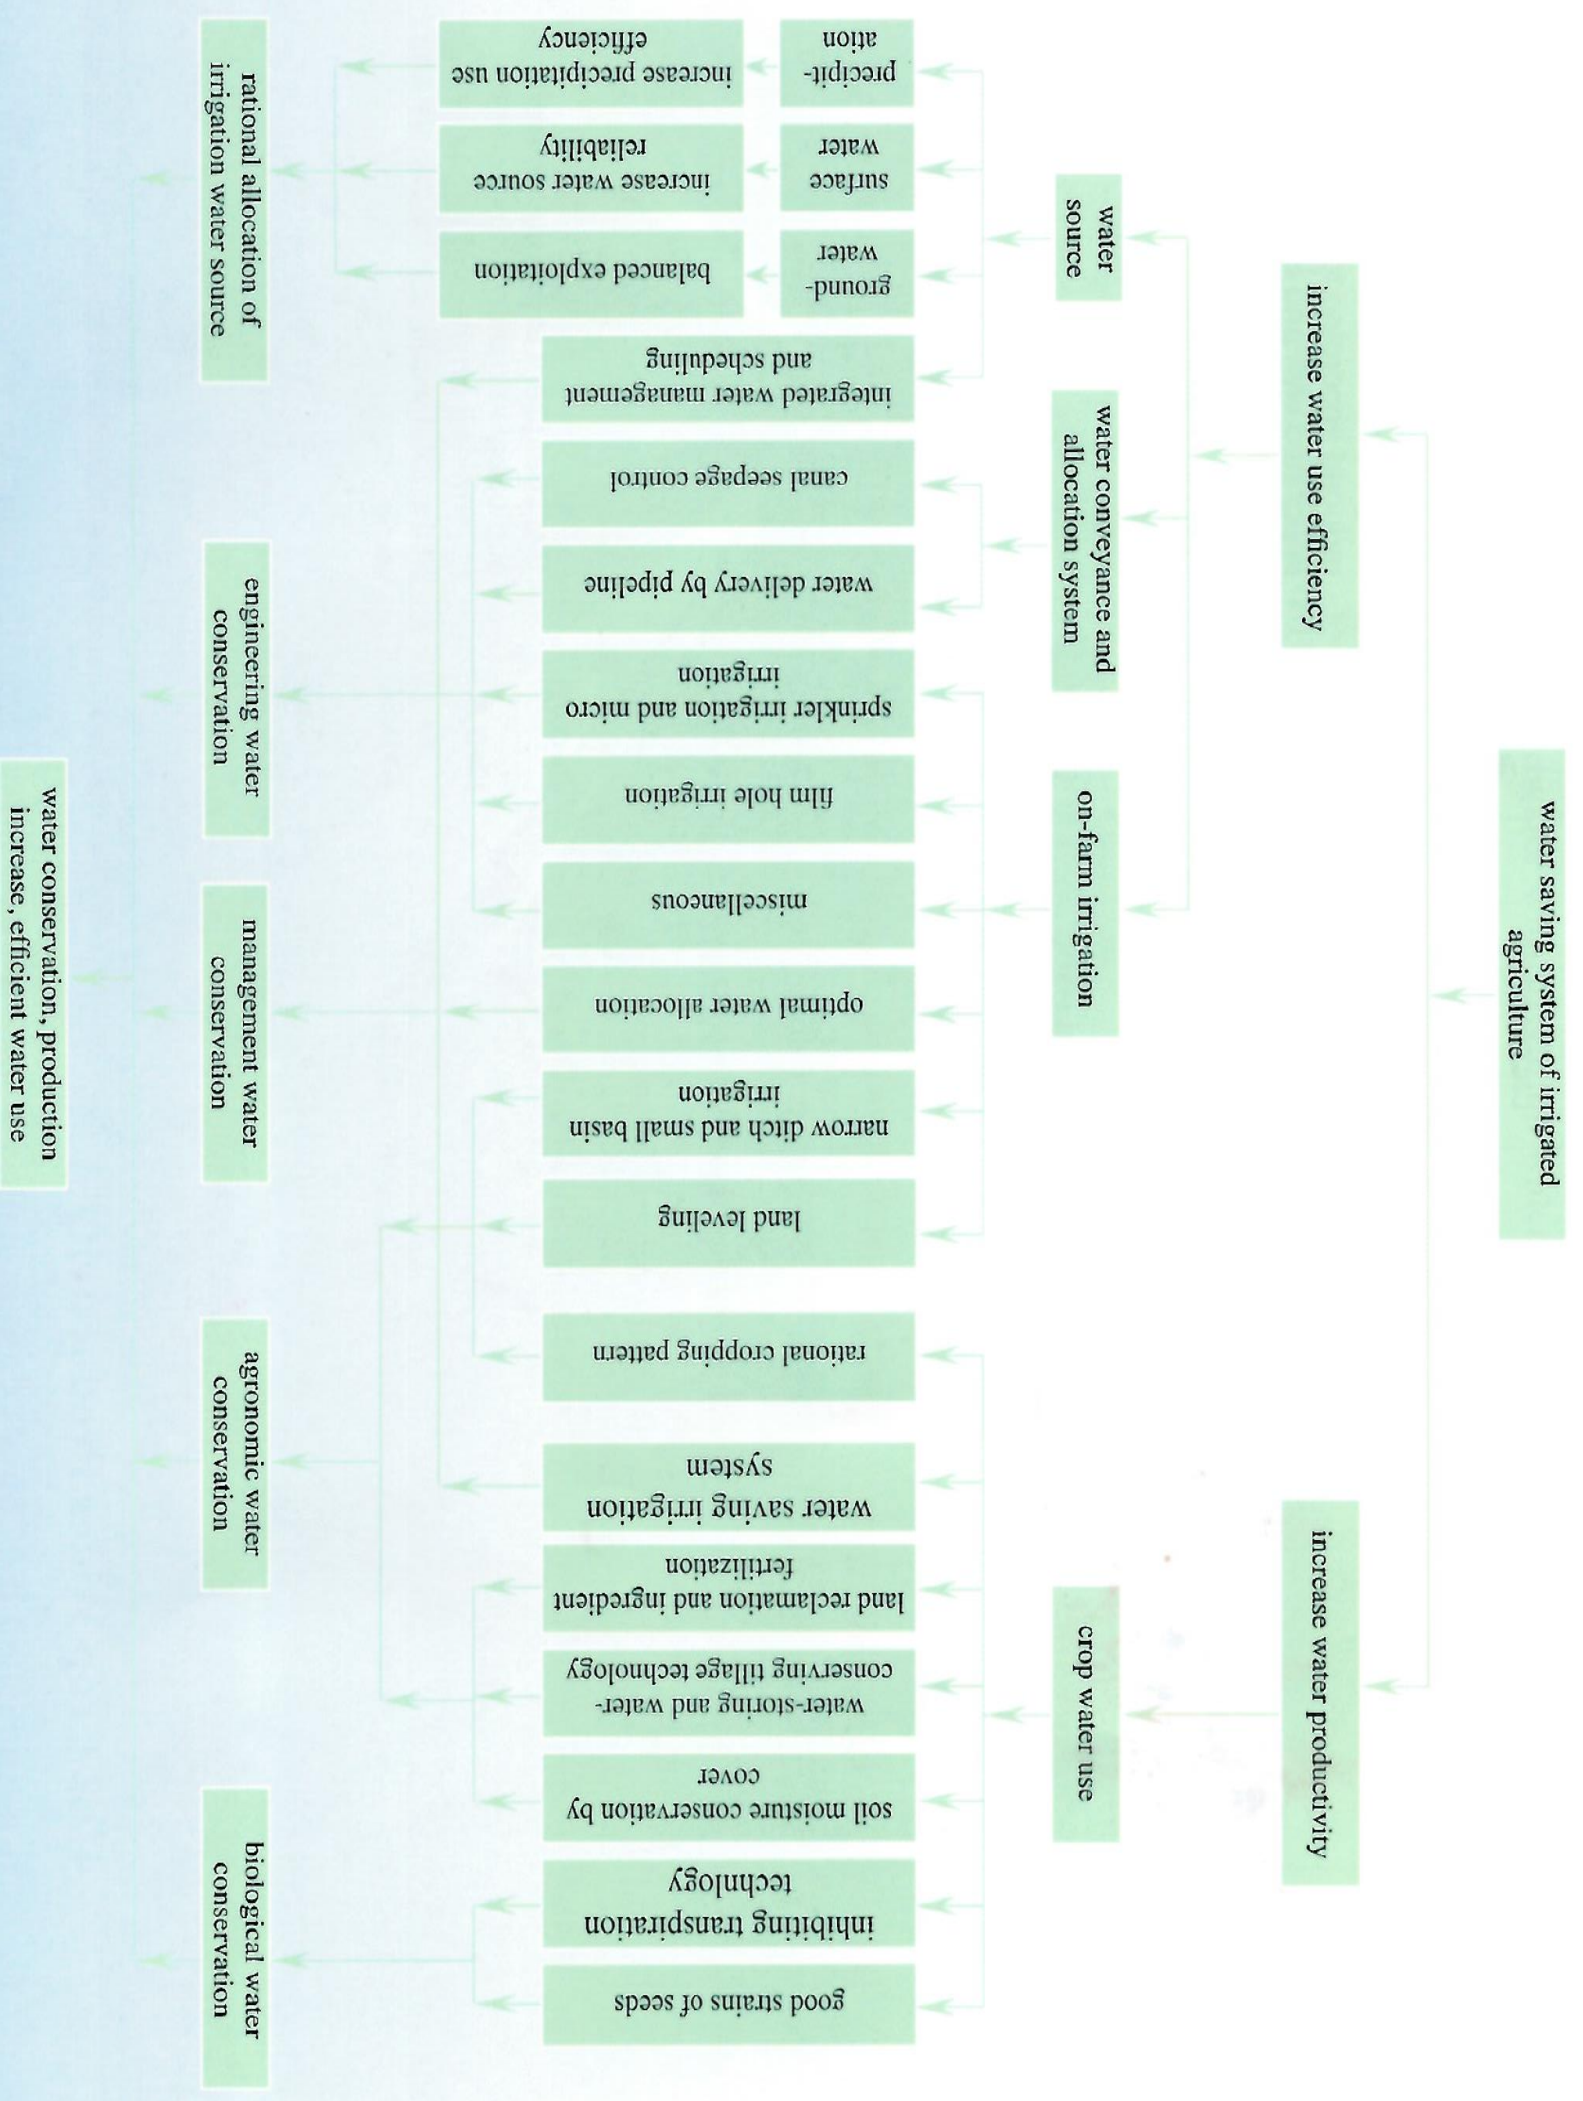 water saving system of irrigated
agriculture
increase water use efficiency
increase water productivity
water
source
water conveyance and
allocation system
on-farm irrigation
crop water use
precipit-
ation
surface
water
ground-
water
increase precipitation use
efficiency
increase water source
reliability
balanced exploitation
integrated water management
and scheduling
canal seepage control
water delivery by pipeline
sprinkler irrigation and micro
irrigation
film hole irrigation
miscellaneous
optimal water allocation
narrow ditch and small basin
irrigation
land leveling
rational cropping pattern
water saving irrigation
system
land reclamation and ingredient
fertilization
water-storing and water-
conserving tillage technology
soil moisture conservation by
cover
inhibiting transpiration
technology
good strains of seeds
rational allocation of
irrigation water source
engineering water
conservation
management water
conservation
agronomic water
conservation
biological water
conservation
water conservation, production
increase, efficient water use